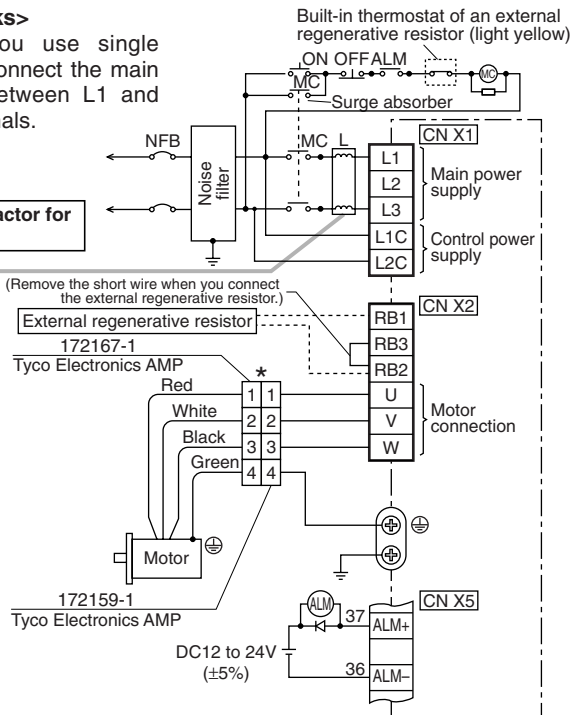 ks>
ou use single
onnect the main
etween L1 and
nals.
actor for
Built-in thermostat of an external
regenerative resistor (light yellow)
ON OFF ALM
MC
MC
Surge absorber
NFB
Noise
filter
MC L
CN X1
L1
L2
L3
Main power
supply
L1C
L2C
Control power
supply
(Remove the short wire when you connect
the external regenerative resistor.)
CN X2
External regenerative resistor
RB1
RB3
RB2
172167-1
Tyco Electronics AMP
*
Red
1 1
U
White
2 2
V
Black
3 3
W
Green
4 4
Motor
connection
Motor
172159-1
Tyco Electronics AMP
CN X5
ALM
37
ALM+
DC12 to 24V
(±5%)
36
ALM–